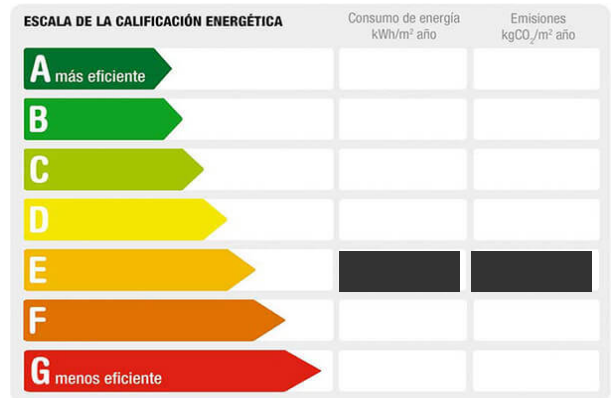 ESCALA DE LA CALIFICACIÓN ENERGÉTICA
Consumo de energía
kWh/m² año
Emisiones
kgCO₂/m² año
A más eficiente
B
C
D
E
F
G menos eficiente